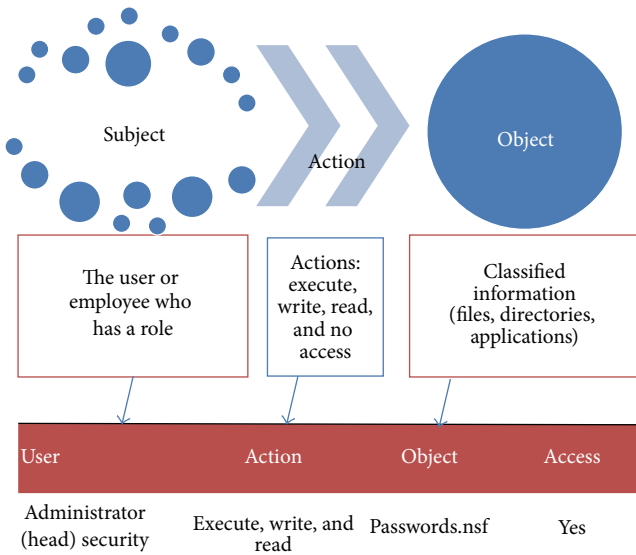 Subject
Action
Object
The user or
employee who
has a role
Actions:
execute,
write, read,
and no
access
Classified
information
(files, directories,
applications)
User
Action
Object
Access
Administrator
(head) security
Execute, write, and
read
Passwords.nsf
Yes